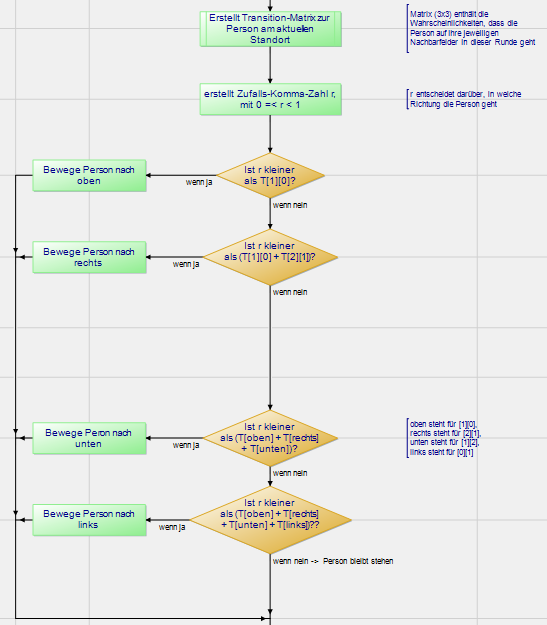 Erstellt Transition-Matrix zur
Person am aktuellen
Standort
Matrix (3x3) enthält die
Wahrscheinlichkeiten, dass die
Person auf ihre jeweiligen
Nachbarfelder in dieser Runde geht
erstellt Zufalls-Komma-Zahl r,
mit 0 =< r < 1
r entscheidet darüber, in welche
Richtung die Person geht
Bewege Person nach
oben
wenn ja
Ist r kleiner
als T[1][0]?
wenn nein
Bewege Person nach
rechts
wenn ja
Ist r kleiner
als (T[1][0] + T[2][1])?
wenn nein
Bewege Peron nach
unten
wenn ja
Ist r kleiner
als (T[oben] + T[rechts]
+ T[unten])?
wenn nein
oben steht für [1][0],
rechts steht für [2][1],
unten steht für [1][2],
links steht für [0][1]
Bewege Person nach
links
wenn ja
Ist r kleiner
als (T[oben] + T[rechts]
+ T[unten] + T[links])??
wenn nein -> Person bleibt stehen